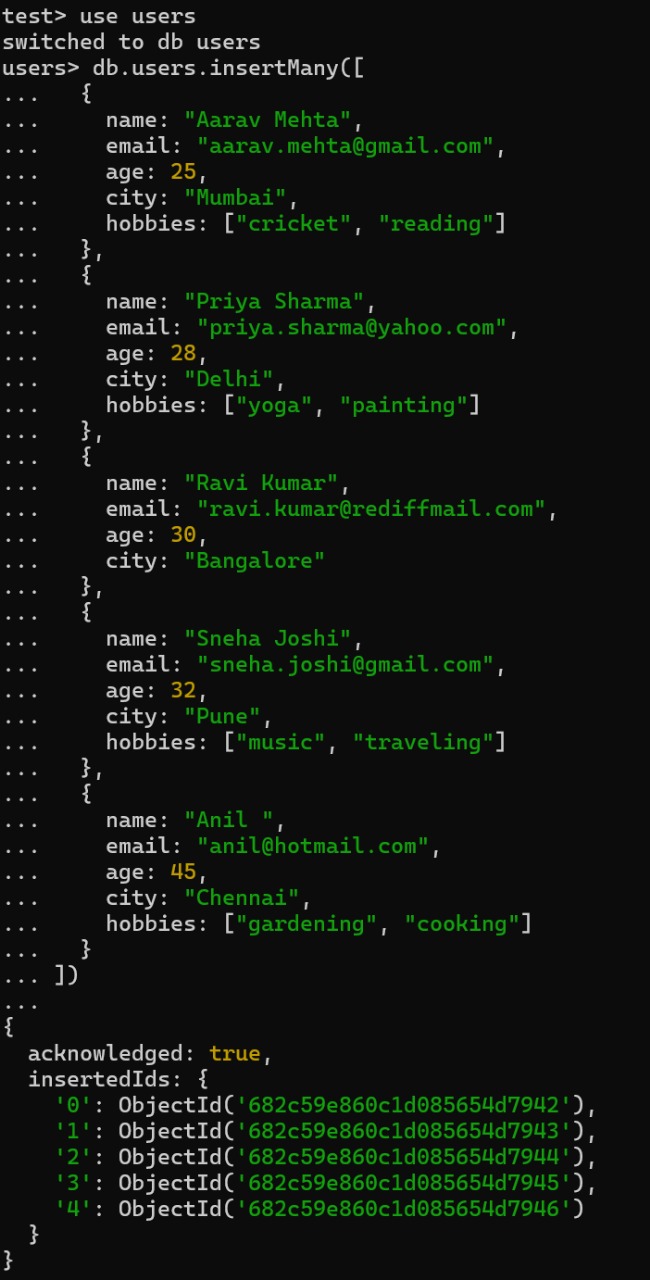 test> use users
switched to db users
users> db.users.insertMany([
...   {
...     name: "Aarav Mehta",
...     email: "aarav.mehta@gmail.com",
...     age: 25,
...     city: "Mumbai",
...     hobbies: ["cricket", "reading"]
...   },
...   {
...     name: "Priya Sharma",
...     email: "priya.sharma@yahoo.com",
...     age: 28,
...     city: "Delhi",
...     hobbies: ["yoga", "painting"]
...   },
...   {
...     name: "Ravi Kumar",
...     email: "ravi.kumar@rediffmail.com",
...     age: 30,
...     city: "Bangalore"
...   },
...   {
...     name: "Sneha Joshi",
...     email: "sneha.joshi@gmail.com",
...     age: 32,
...     city: "Pune",
...     hobbies: ["music", "traveling"]
...   },
...   {
...     name: "Anil ",
...     email: "anil@hotmail.com",
...     age: 45,
...     city: "Chennai",
...     hobbies: ["gardening", "cooking"]
...   }
... ])
...
{
  acknowledged: true,
  insertedIds: {
    '0': ObjectId('682c59e860c1d085654d7942'),
    '1': ObjectId('682c59e860c1d085654d7943'),
    '2': ObjectId('682c59e860c1d085654d7944'),
    '3': ObjectId('682c59e860c1d085654d7945'),
    '4': ObjectId('682c59e860c1d085654d7946')
  }
}